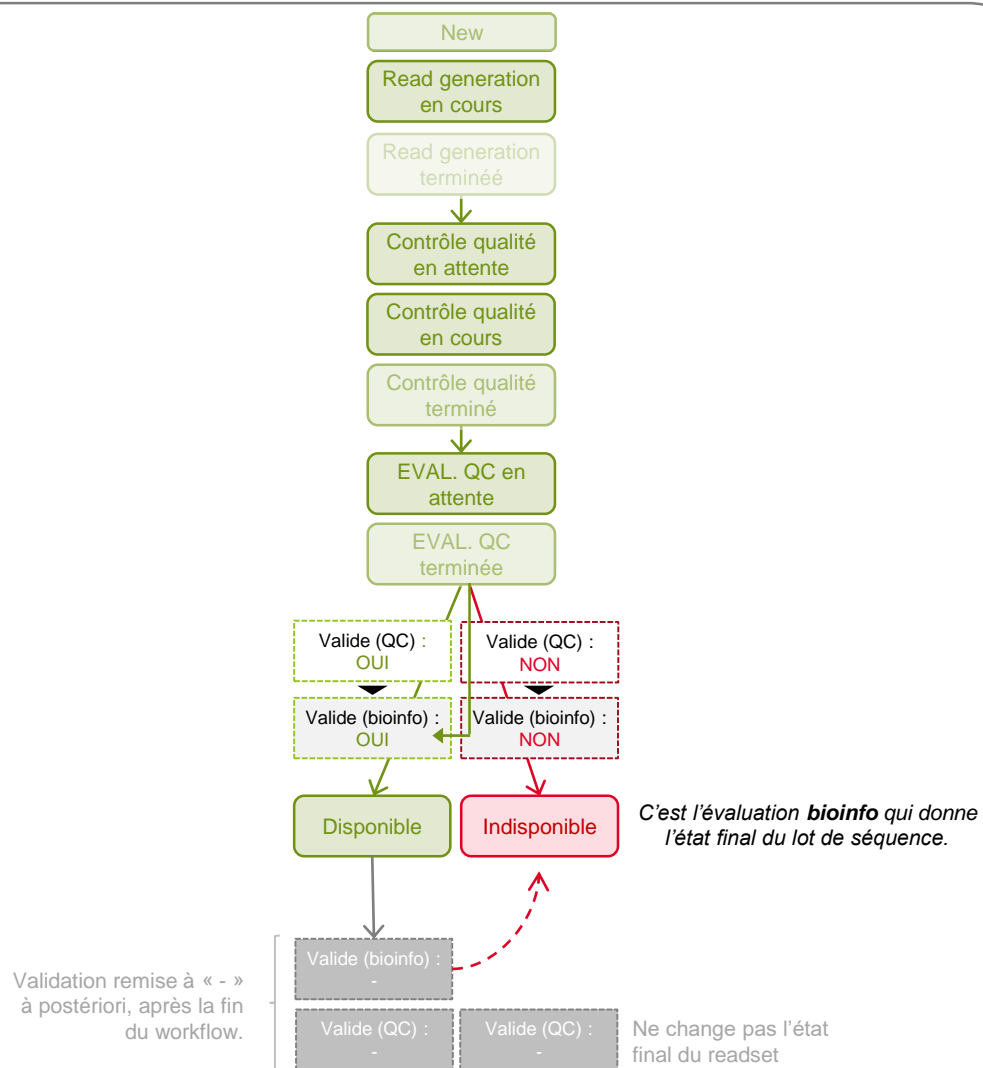 New
Read generation
en cours
Read generation
terminéé
Contrôle qualité
en attente
Contrôle qualité
en cours
Contrôle qualité
terminé
EVAL. QC en
attente
EVAL. QC
terminée
Valide (QC) :
OUI
Valide (QC) :
NON
Valide (bioinfo) :
OUI
Valide (bioinfo) :
NON
Disponible
Indisponible
C'est l'évaluation bioinfo qui donne
l'état final du lot de séquence.
Valide (bioinfo) :
-
Validation remise à « - »
à postériori, après la fin
du workflow.
Valide (QC) :
-
Valide (QC) :
-
Ne change pas l'état
final du readset